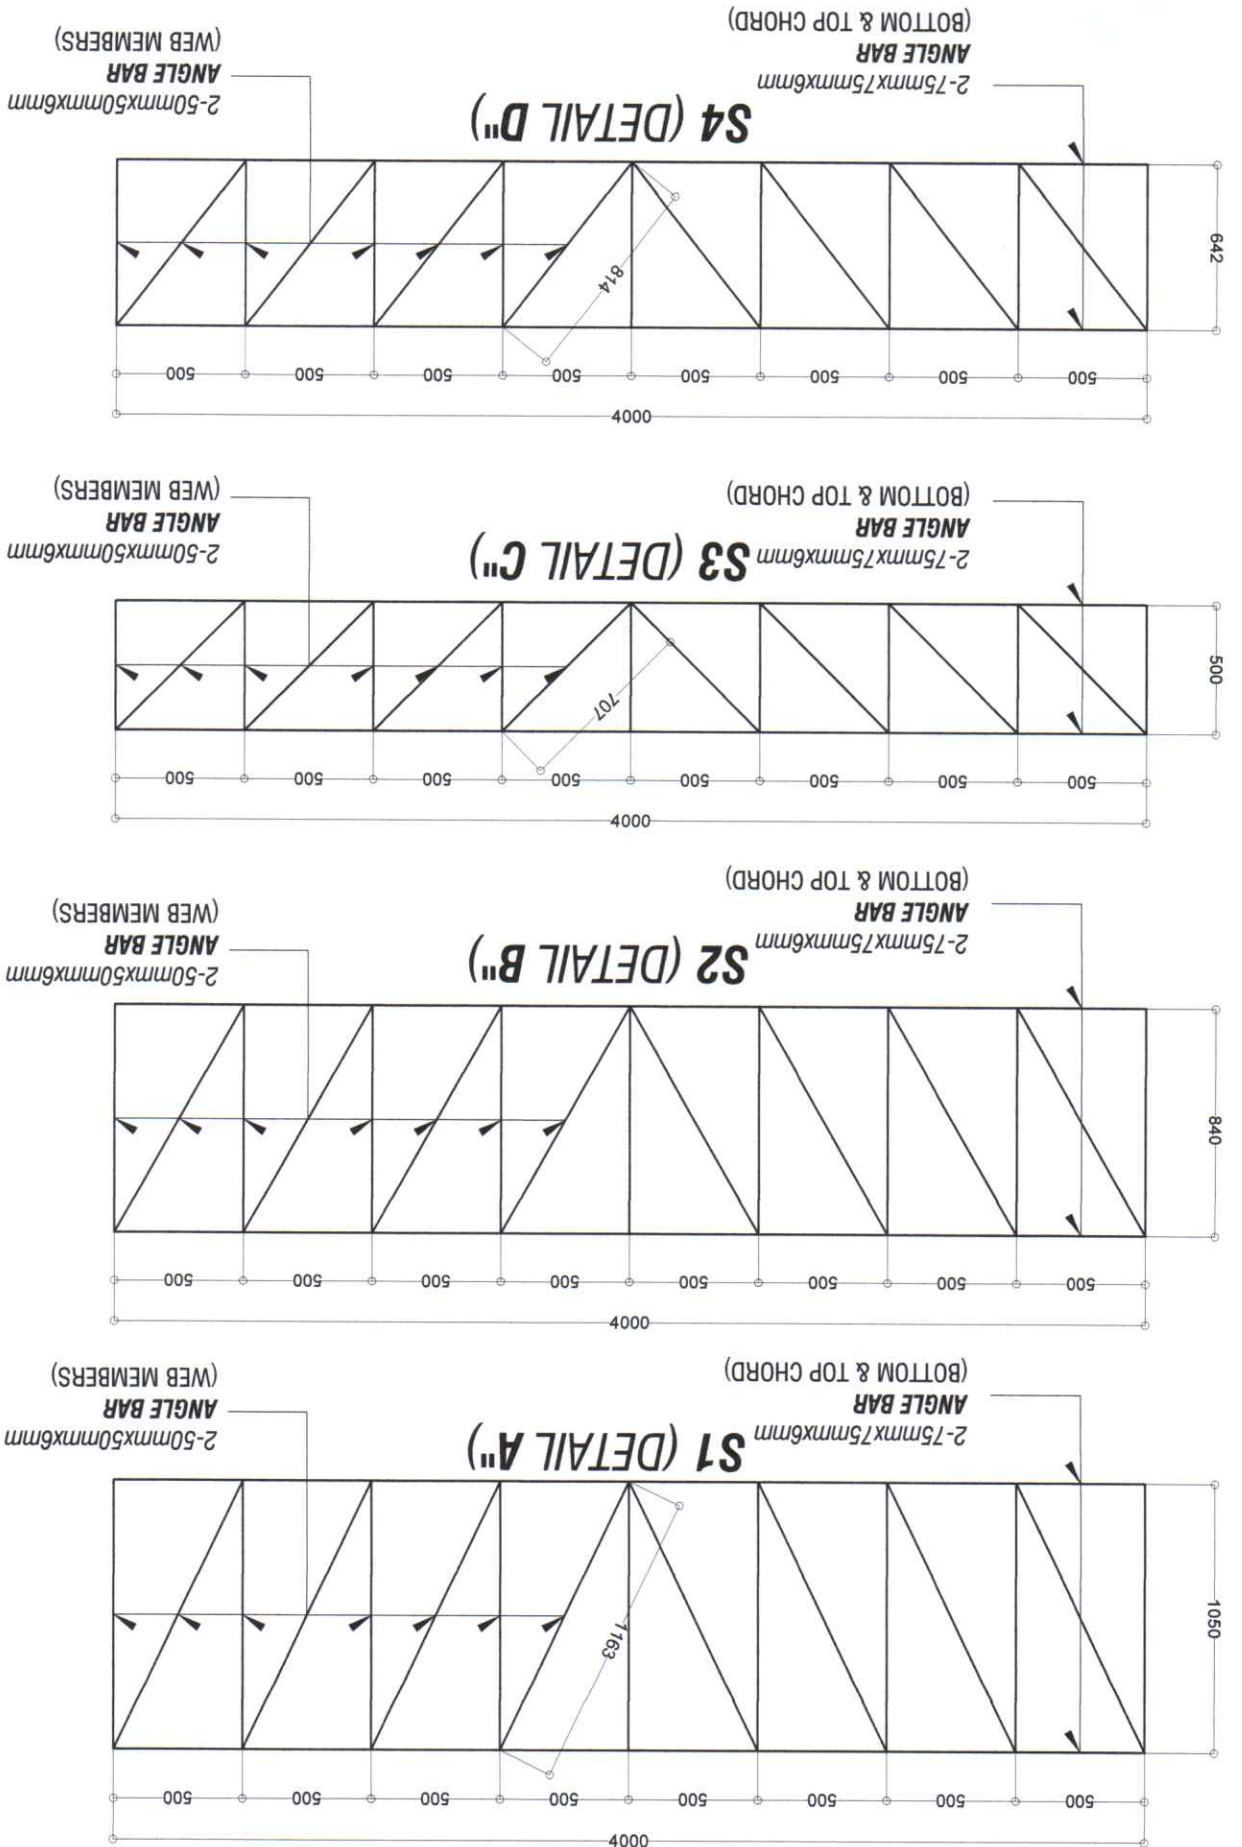 4000
500 500 500 500 500 500 500 500
1163
1050
S1 (DETAIL A")
2-75mmx75mmx6mm
ANGLE BAR
(BOTTOM & TOP CHORD)
2-50mmx50mmx6mm
ANGLE BAR
(WEB MEMBERS)
4000
500 500 500 500 500 500 500 500
840
S2 (DETAIL B")
2-75mmx75mmx6mm
ANGLE BAR
(BOTTOM & TOP CHORD)
2-50mmx50mmx6mm
ANGLE BAR
(WEB MEMBERS)
4000
500 500 500 500 500 500 500 500
707
500
S3 (DETAIL C")
2-75mmx75mmx6mm
ANGLE BAR
(BOTTOM & TOP CHORD)
2-50mmx50mmx6mm
ANGLE BAR
(WEB MEMBERS)
4000
500 500 500 500 500 500 500 500
814
642
S4 (DETAIL D")
2-75mmx75mmx6mm
ANGLE BAR
(BOTTOM & TOP CHORD)
2-50mmx50mmx6mm
ANGLE BAR
(WEB MEMBERS)